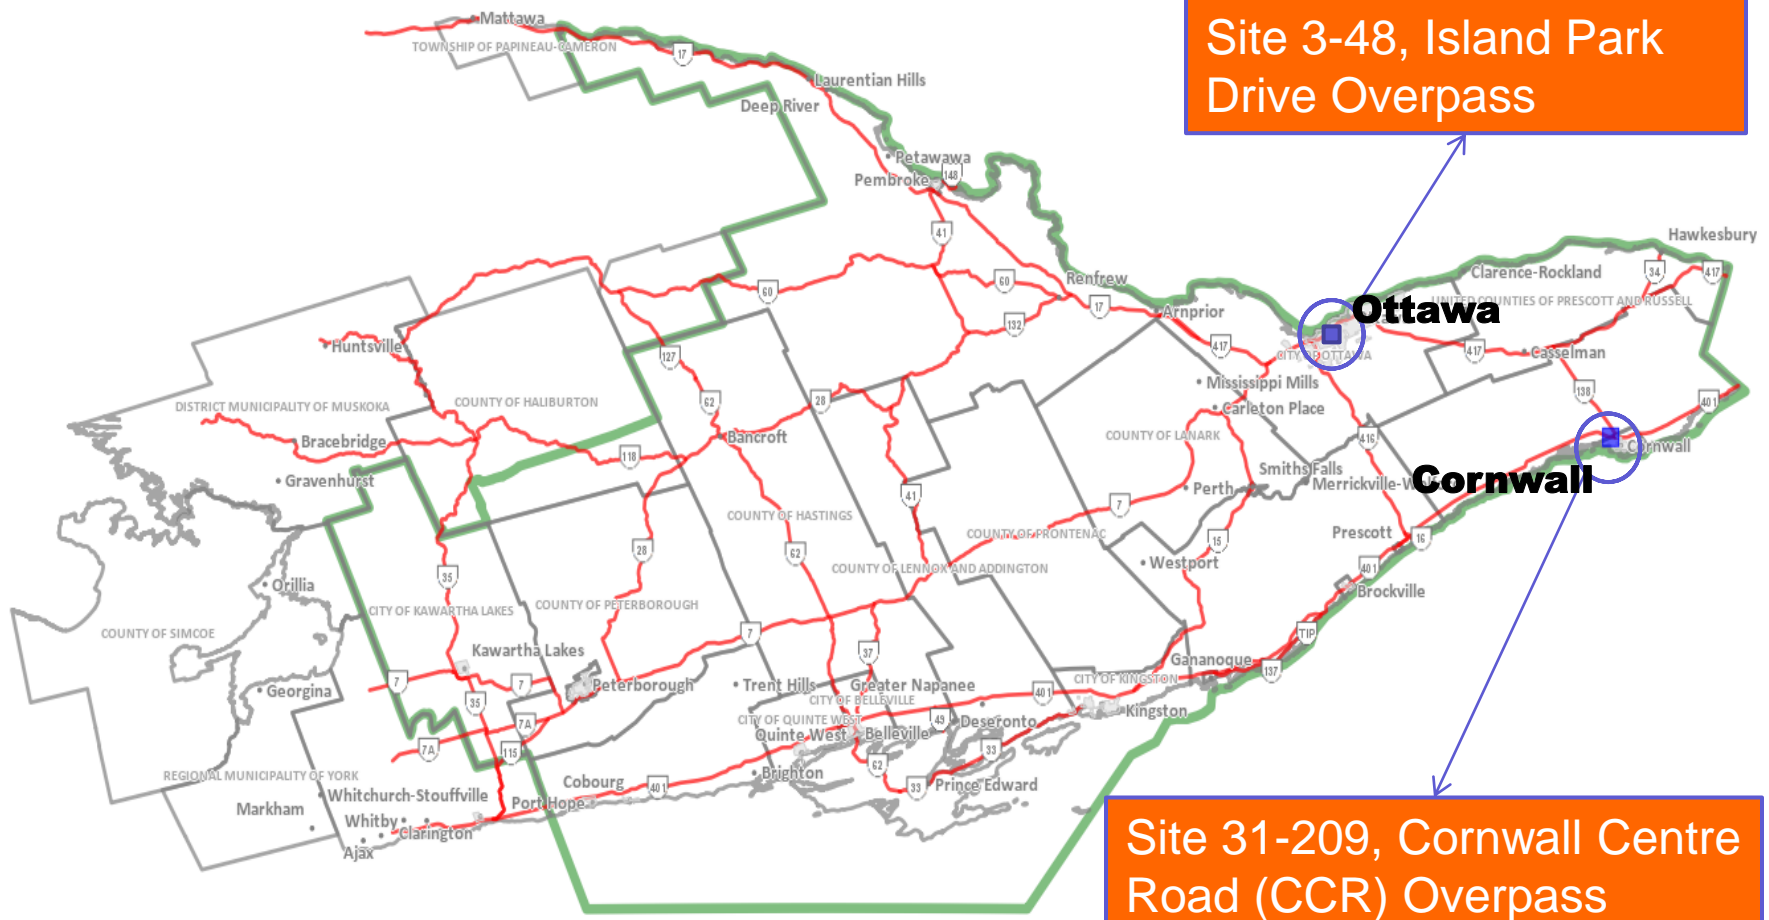 Site 3-48, Island Park
Drive Overpass
Mattawa
TOWNSHIP OF PAPINEAU-CAMERON
17
Laurentian Hills
Deep River
Petawawa
148
Pembroke
41
Hawkesbury
Renfrew
Clarence-Rockland
34
417
60
60
17
UNITED COUNTIES OF PRESCOTT AND RUSSELL
Ottawa
Arnprior
132
Huntsville
127
417
CITY OF OTTAWA
417
Casselman
Mississippi Mills
138
401
DISTRICT MUNICIPALITY OF MUSKOKA
COUNTY OF HALIBURTON
62
28
Carleton Place
Bracebridge
Bancroft
COUNTY OF LANARK
416
Cornwall
118
Gravenhurst
Smiths Falls
Cornwall
Perth
41
7
COUNTY OF HASTINGS
COUNTY OF FRONTENAC
Prescott
16
28
62
15
Westport
401
COUNTY OF LENNOX AND ADDINGTON
35
Orillia
Brockville
CITY OF KAWARTHA LAKES
COUNTY OF PETERBOROUGH
COUNTY OF SIMCOE
7
TIP
Kawartha Lakes
37
Gananoque
137
7
7
Peterborough
Trent Hills
Greater Napanee
401
CITY OF KINGSTON
Georgina
35
CITY OF BELLEVILLE
Kingston
7A
CITY OF QUINTE WEST
49
Deseronto
Quinte West
Belleville
7A
115
33
REGIONAL MUNICIPALITY OF YORK
Brighton
62
Cobourg
401
33
Prince Edward
Whitchurch-Stouffville
Port Hope
Markham
Whitby
Clarington
Ajax
Site 31-209, Cornwall Centre
Road (CCR) Overpass